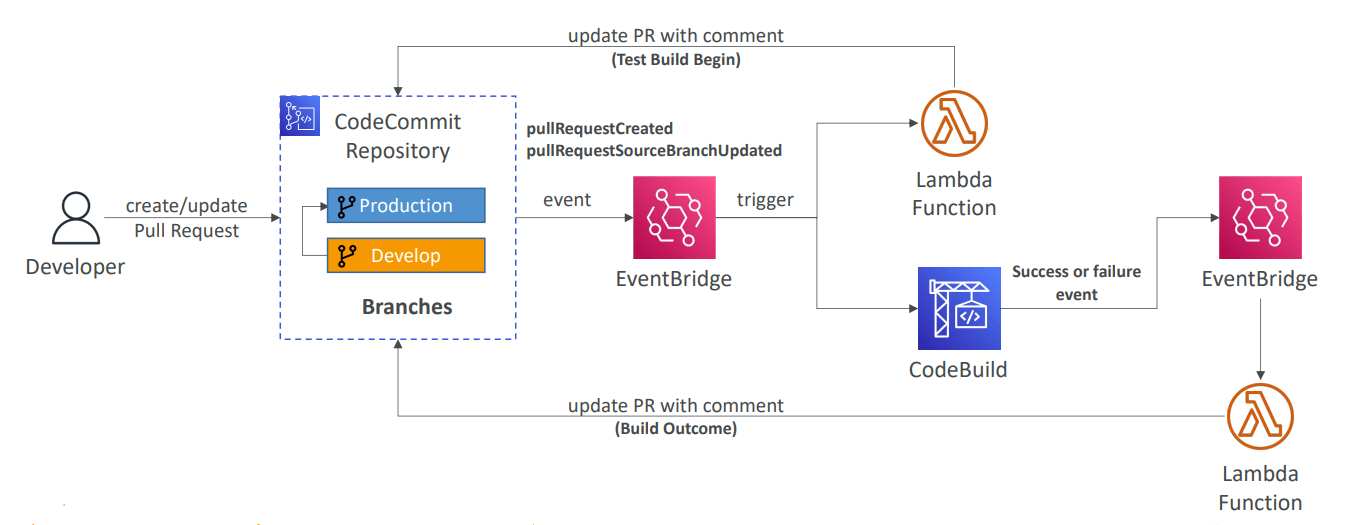 update PR with comment
(Test Build Begin)
CodeCommit
Repository
pullRequestCreated
pullRequestSourceBranchUpdated
Lambda
Function
create/update
Pull Request
Developer
Production
Develop
Branches
event
EventBridge
trigger
CodeBuild
Success or failure
event
EventBridge
update PR with comment
(Build Outcome)
Lambda
Function